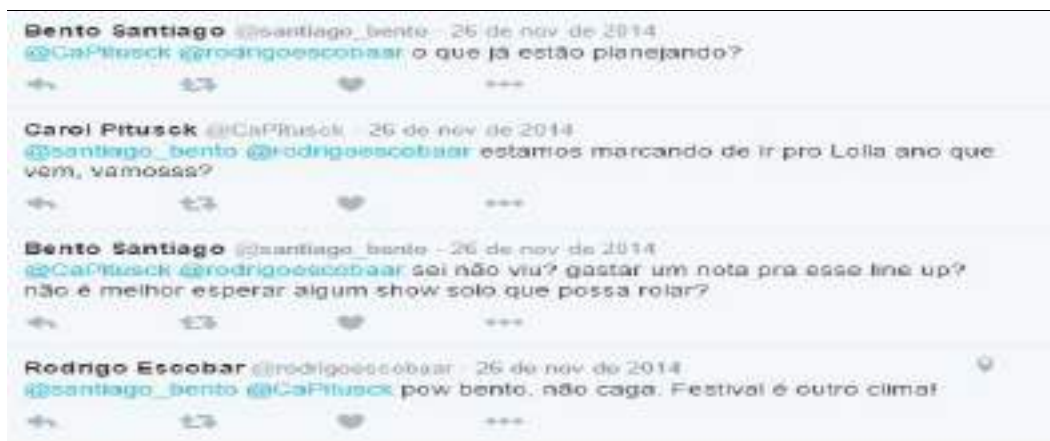 Bento Santiago @santiago_bento · 26 de nov de 2014
@CaPitusck @rodrigoescobaar o que já estão planejando?
Carol Pitusck @CaPitusck · 26 de nov de 2014
@santiago_bento @rodrigoescobaar estamos marcando de ir pro Lolla ano que
vem, vamosss?
Bento Santiago @santiago_bento · 26 de nov de 2014
@CaPitusck @rodrigoescobaar sei não viu? gastar um nota pra esse line up?
não é melhor esperar algum show solo que possa rolar?
Rodrigo Escobar @rodrigoescobaar · 26 de nov de 2014
@santiago_bento @CaPitusck pow bento, não caga. Festival é outro clima!